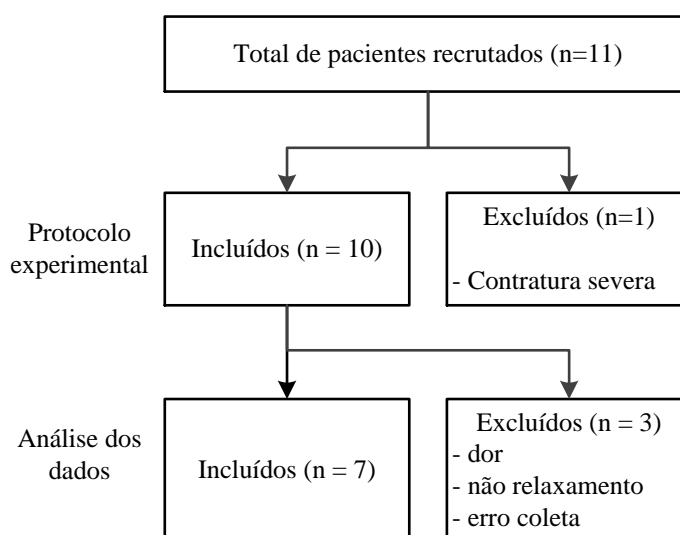 Total de pacientes recrutados (n=11)
Protocolo
experimental
Incluídos (n = 10)
Excluídos (n=1)
- Contratura severa
Análise dos
dados
Incluídos (n = 7)
Excluídos (n = 3)
- dor
- não relaxamento
- erro coleta